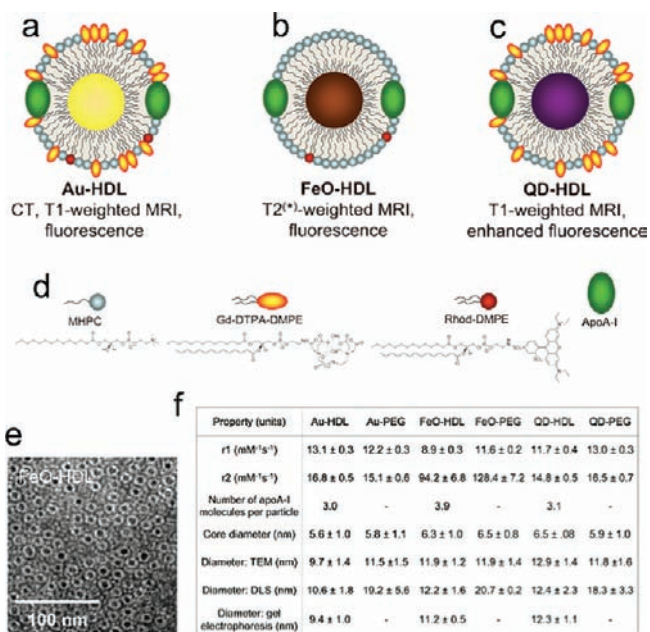 a
b
c
Au-HDL
CT, T1-weighted MRI,
fluorescence
FeO-HDL
T2(*)-weighted MRI,
fluorescence
QD-HDL
T1-weighted MRI,
enhanced fluorescence
d
MHPC
Gd-DTPA-DMPE
Rhod-DMPE
ApoA-I
e
FeO-HDL
100 nm
f
Property (units) Au-HDL Au-PEG FeO-HDL FeO-PEG QD-HDL QD-PEG
r1 (mM⁻¹s⁻¹) 13.1 ± 0.3 12.2 ± 0.3 8.9 ± 0.3 11.6 ± 0.2 11.7 ± 0.4 13.0 ± 0.3
r2 (mM⁻¹s⁻¹) 16.8 ± 0.5 15.1 ± 0.6 94.2 ± 6.8 128.4 ± 7.2 14.8 ± 0.5 16.5 ± 0.7
Number of apoA-I
molecules per particle 3.0 - 3.9 - 3.1 -
Core diameter (nm) 5.6 ± 1.0 5.8 ± 1.1 6.3 ± 1.0 6.5 ± 0.8 6.5 ± .08 5.9 ± 1.0
Diameter: TEM (nm) 9.7 ± 1.4 11.5 ±1.5 11.9 ± 1.2 11.9 ± 1.4 12.9 ± 1.4 11.8 ±1.6
Diameter: DLS (nm) 10.6 ± 1.8 19.2 ± 5.6 12.2 ± 1.6 20.7 ± 0.2 12.4 ± 2.3 18.3 ± 3.3
Diameter: gel
electrophoresis (nm) 9.4 ± 1.0 - 11.2 ± 0.5 - 12.3 ± 1.1 -